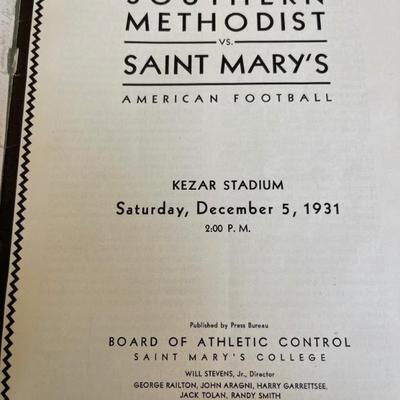 SOUTHERN
METHODIST
VS.
SAINT MARY'S
AMERICAN FOOTBALL
KEZAR STADIUM
Saturday, December 5, 1931
2:00 P. M.
Published by Press Bureau
BOARD OF ATHLETIC CONTROL
SAINT MARY'S COLLEGE
WILL STEVENS, Jr., Director
GEORGE RAILTON, JOHN ARAGNI, HARRY GARRETTSEE,
JACK TOLAN, RANDY SMITH